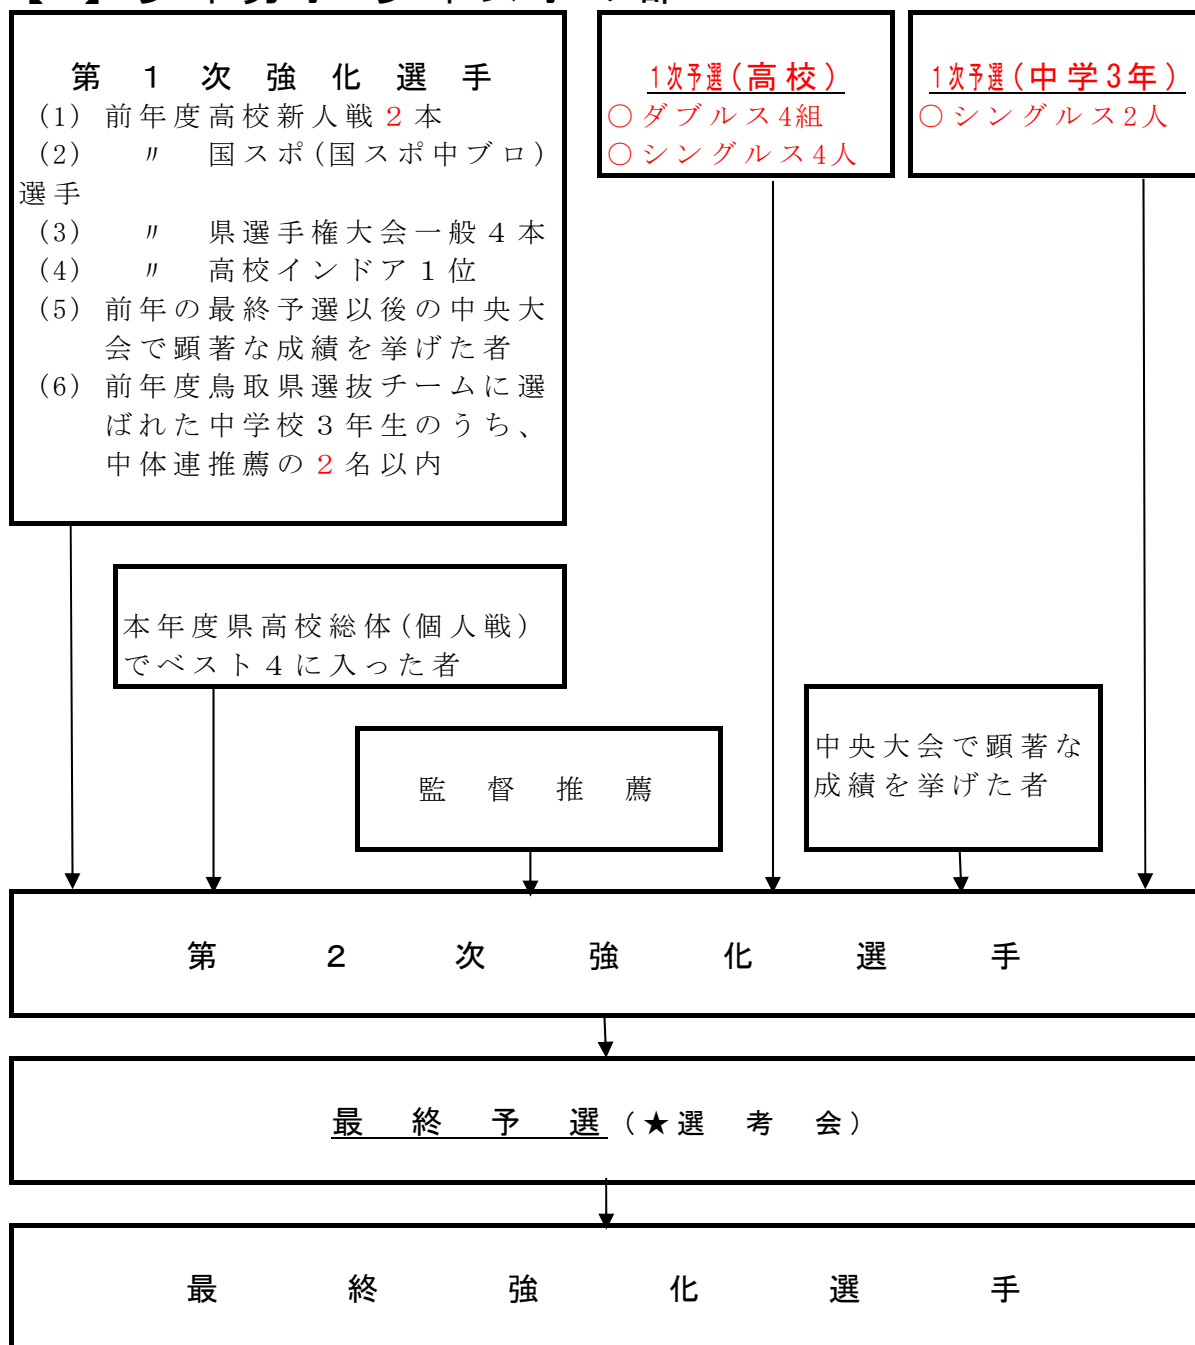 第１次強化選手
(1) 前年度高校新人戦２本
(2) 〃 国スポ(国スポ中ブロ)
選手
(3) 〃 県選手権大会一般４本
(4) 〃 高校インドア１位
(5) 前年の最終予選以後の中央大
会で顕著な成績を挙げた者
(6) 前年度鳥取県選抜チームに選
ばれた中学校３年生のうち、
中体連推薦の２名以内
1次予選(高校)
○ダブルス4組
○シングルス4人
1次予選(中学3年)
○シングルス2人
本年度県高校総体(個人戦)
でベスト４に入った者
監督推薦
中央大会で顕著な
成績を挙げた者
第２次強化選手
最終予選(★選考会)
最終強化選手